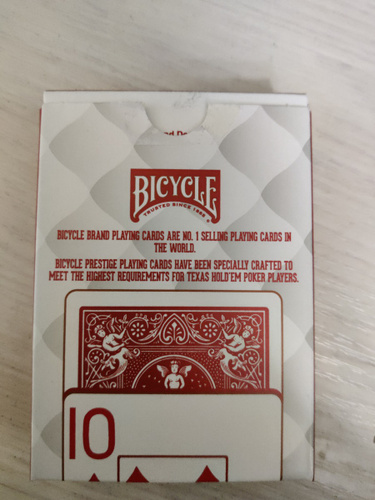 BICYCLE
TRUSTED SINCE 1885
BICYCLE BRAND PLAYING CARDS ARE NO. 1 SELLING PLAYING CARDS IN
THE WORLD.
BICYCLE PRESTIGE PLAYING CARDS HAVE BEEN SPECIALLY CRAFTED TO
MEET THE HIGHEST REQUIREMENTS FOR TEXAS HOLD'EM POKER PLAYERS.
10